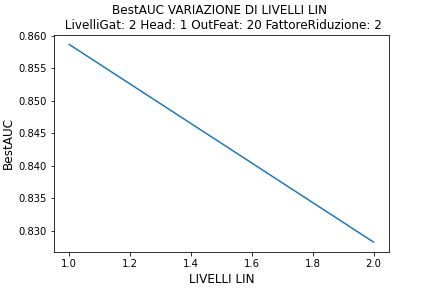 BestAUC VARIAZIONE DI LIVELLI LIN
LivelliGat: 2 Head: 1 OutFeat: 20 FattoreRiduzione: 2
0.860
0.855
0.850
0.845
0.840
0.835
0.830
BestAUC
1.0 1.2 1.4 1.6 1.8 2.0
LIVELLI LIN